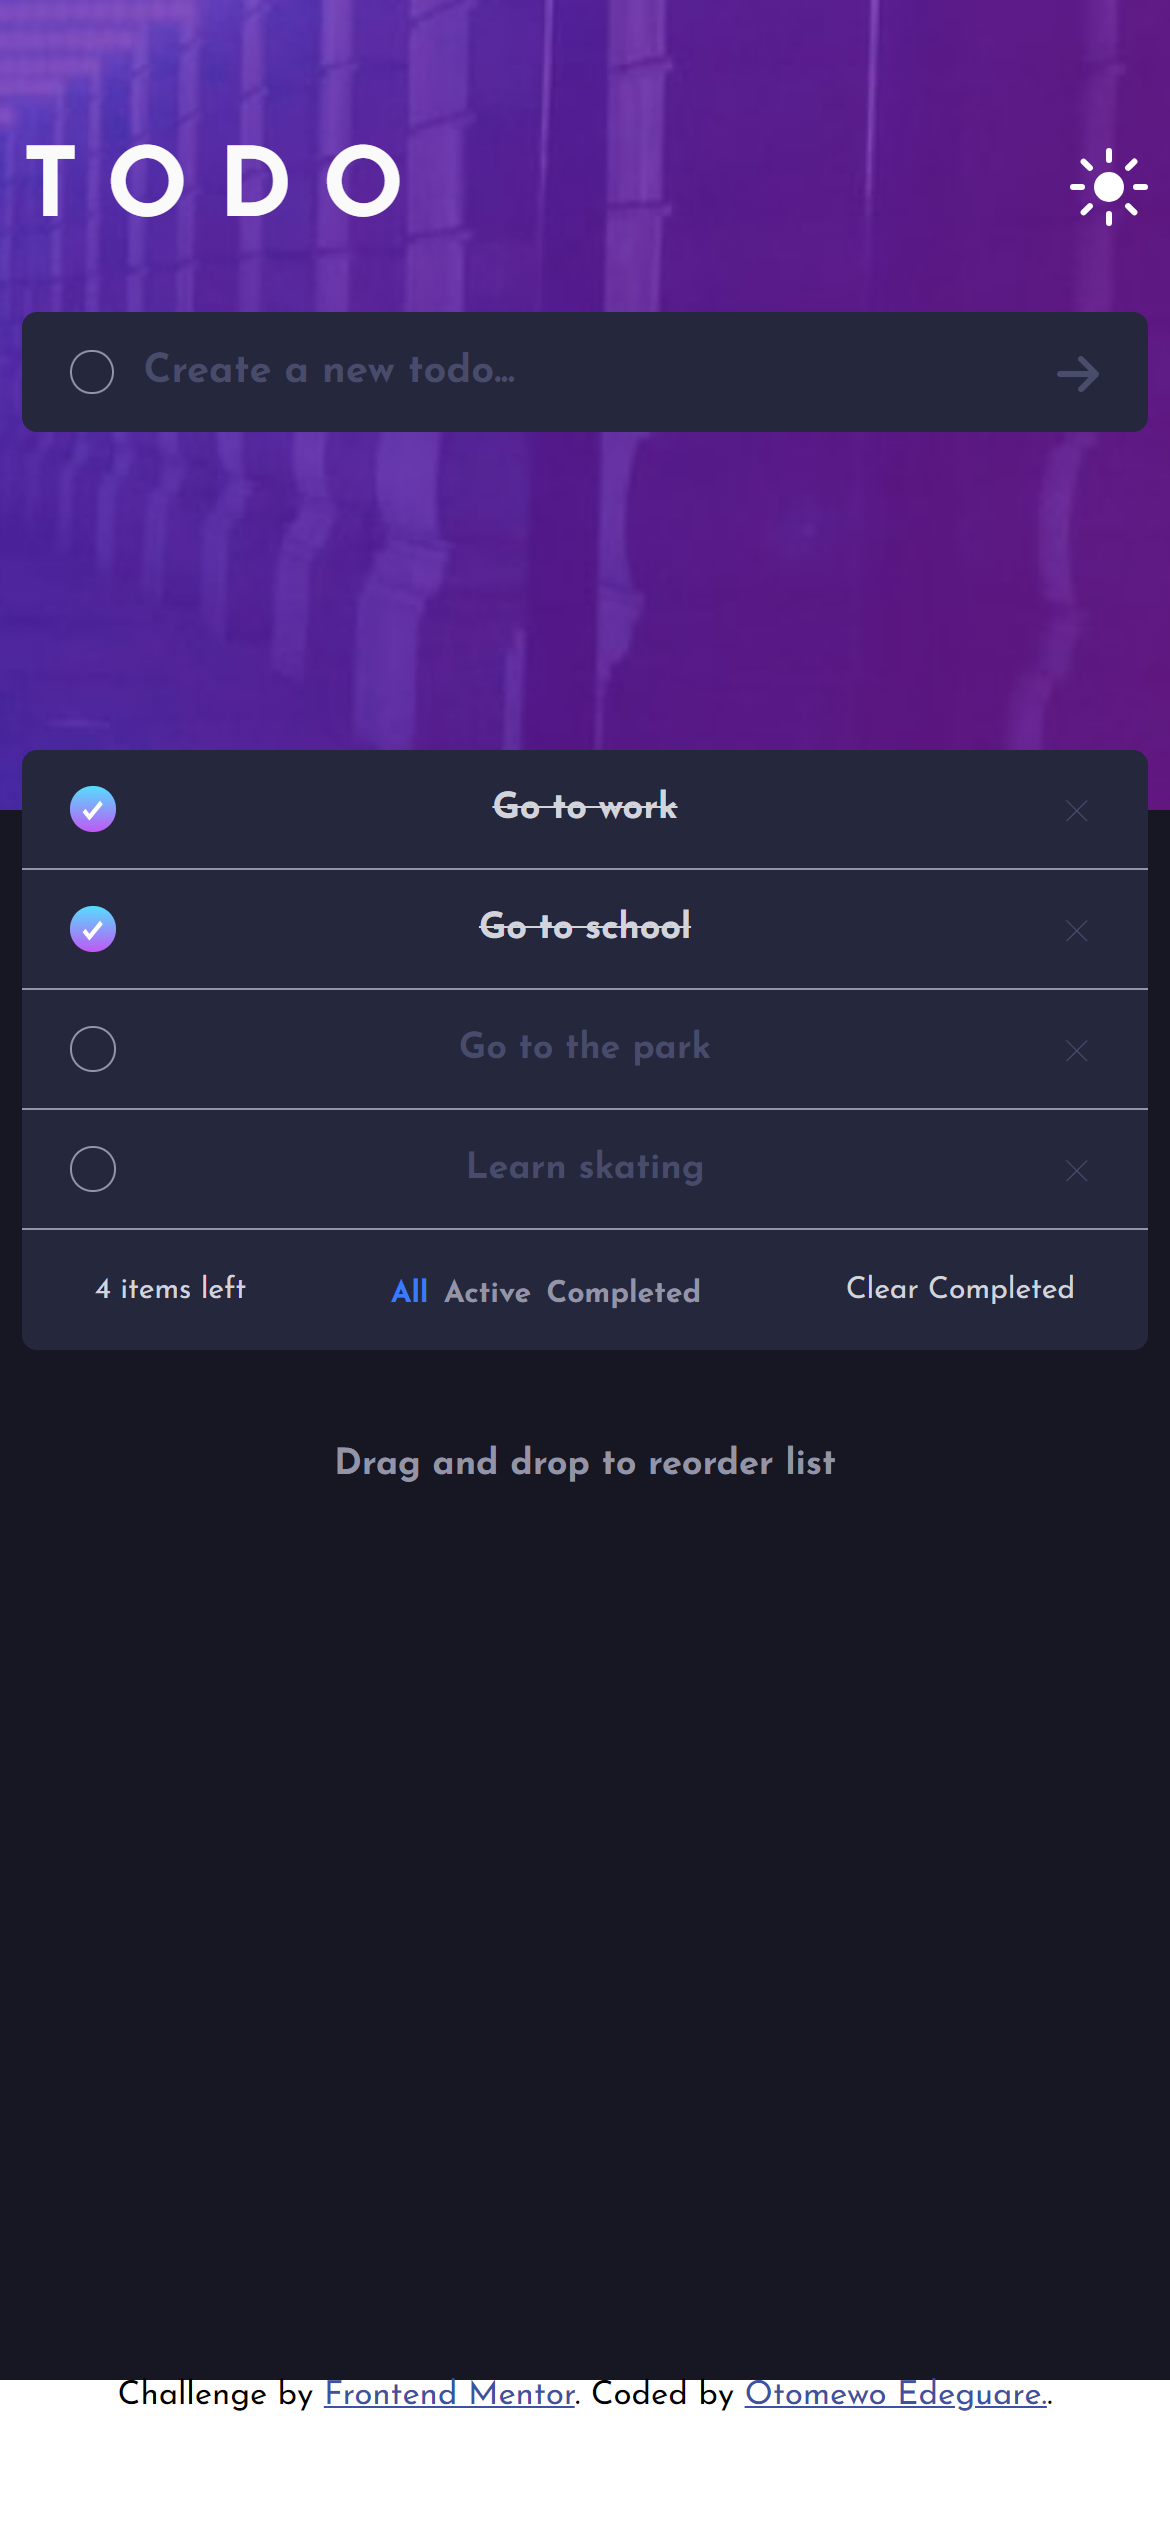 TODO
Create a new todo...
Go to work
Go to school
Go to the park
Learn skating
4 items left All Active Completed Clear Completed
Drag and drop to reorder list
Challenge by Frontend Mentor. Coded by Otomewo Edeguare..